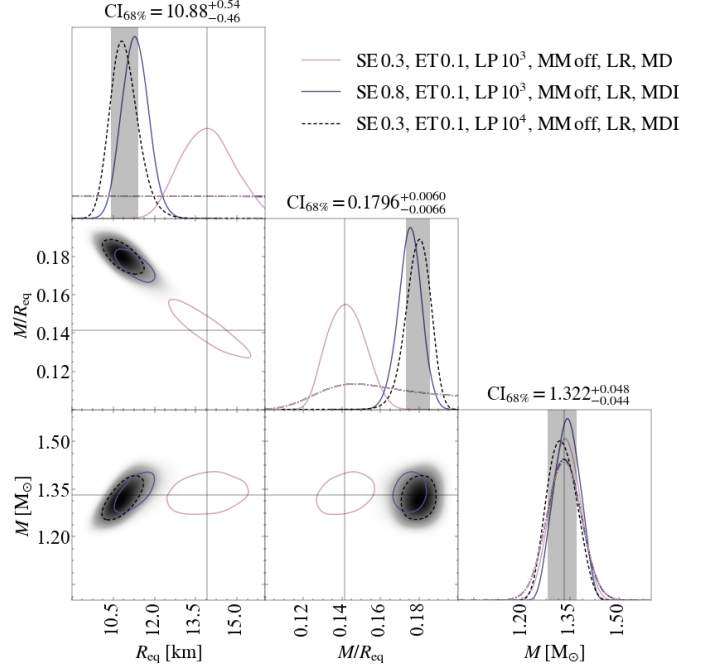 CI68% = 10.88+0.54−0.46
SE 0.3, ET 0.1, LP 10³, MM off, LR, MD
SE 0.8, ET 0.1, LP 10³, MM off, LR, MDI
SE 0.3, ET 0.1, LP 10⁴, MM off, LR, MDI
CI68% = 0.1796+0.0060−0.0066
0.18
0.16
0.14
0.12
M/Req
CI68% = 1.322+0.048−0.044
1.50
1.35
1.20
M [M⊙]
10.5 12.0 13.5 15.0 0.12 0.14 0.16 0.18 1.20 1.35 1.50
Req [km] M/Req M [M⊙]